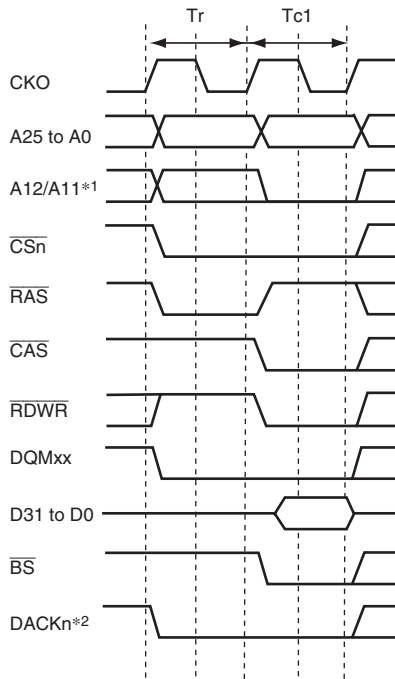 Tr Tc1
CKO
A25 to A0
A12/A11*1
CSn
RAS
CAS
RDWR
DQMxx
D31 to D0
BS
DACKn*2